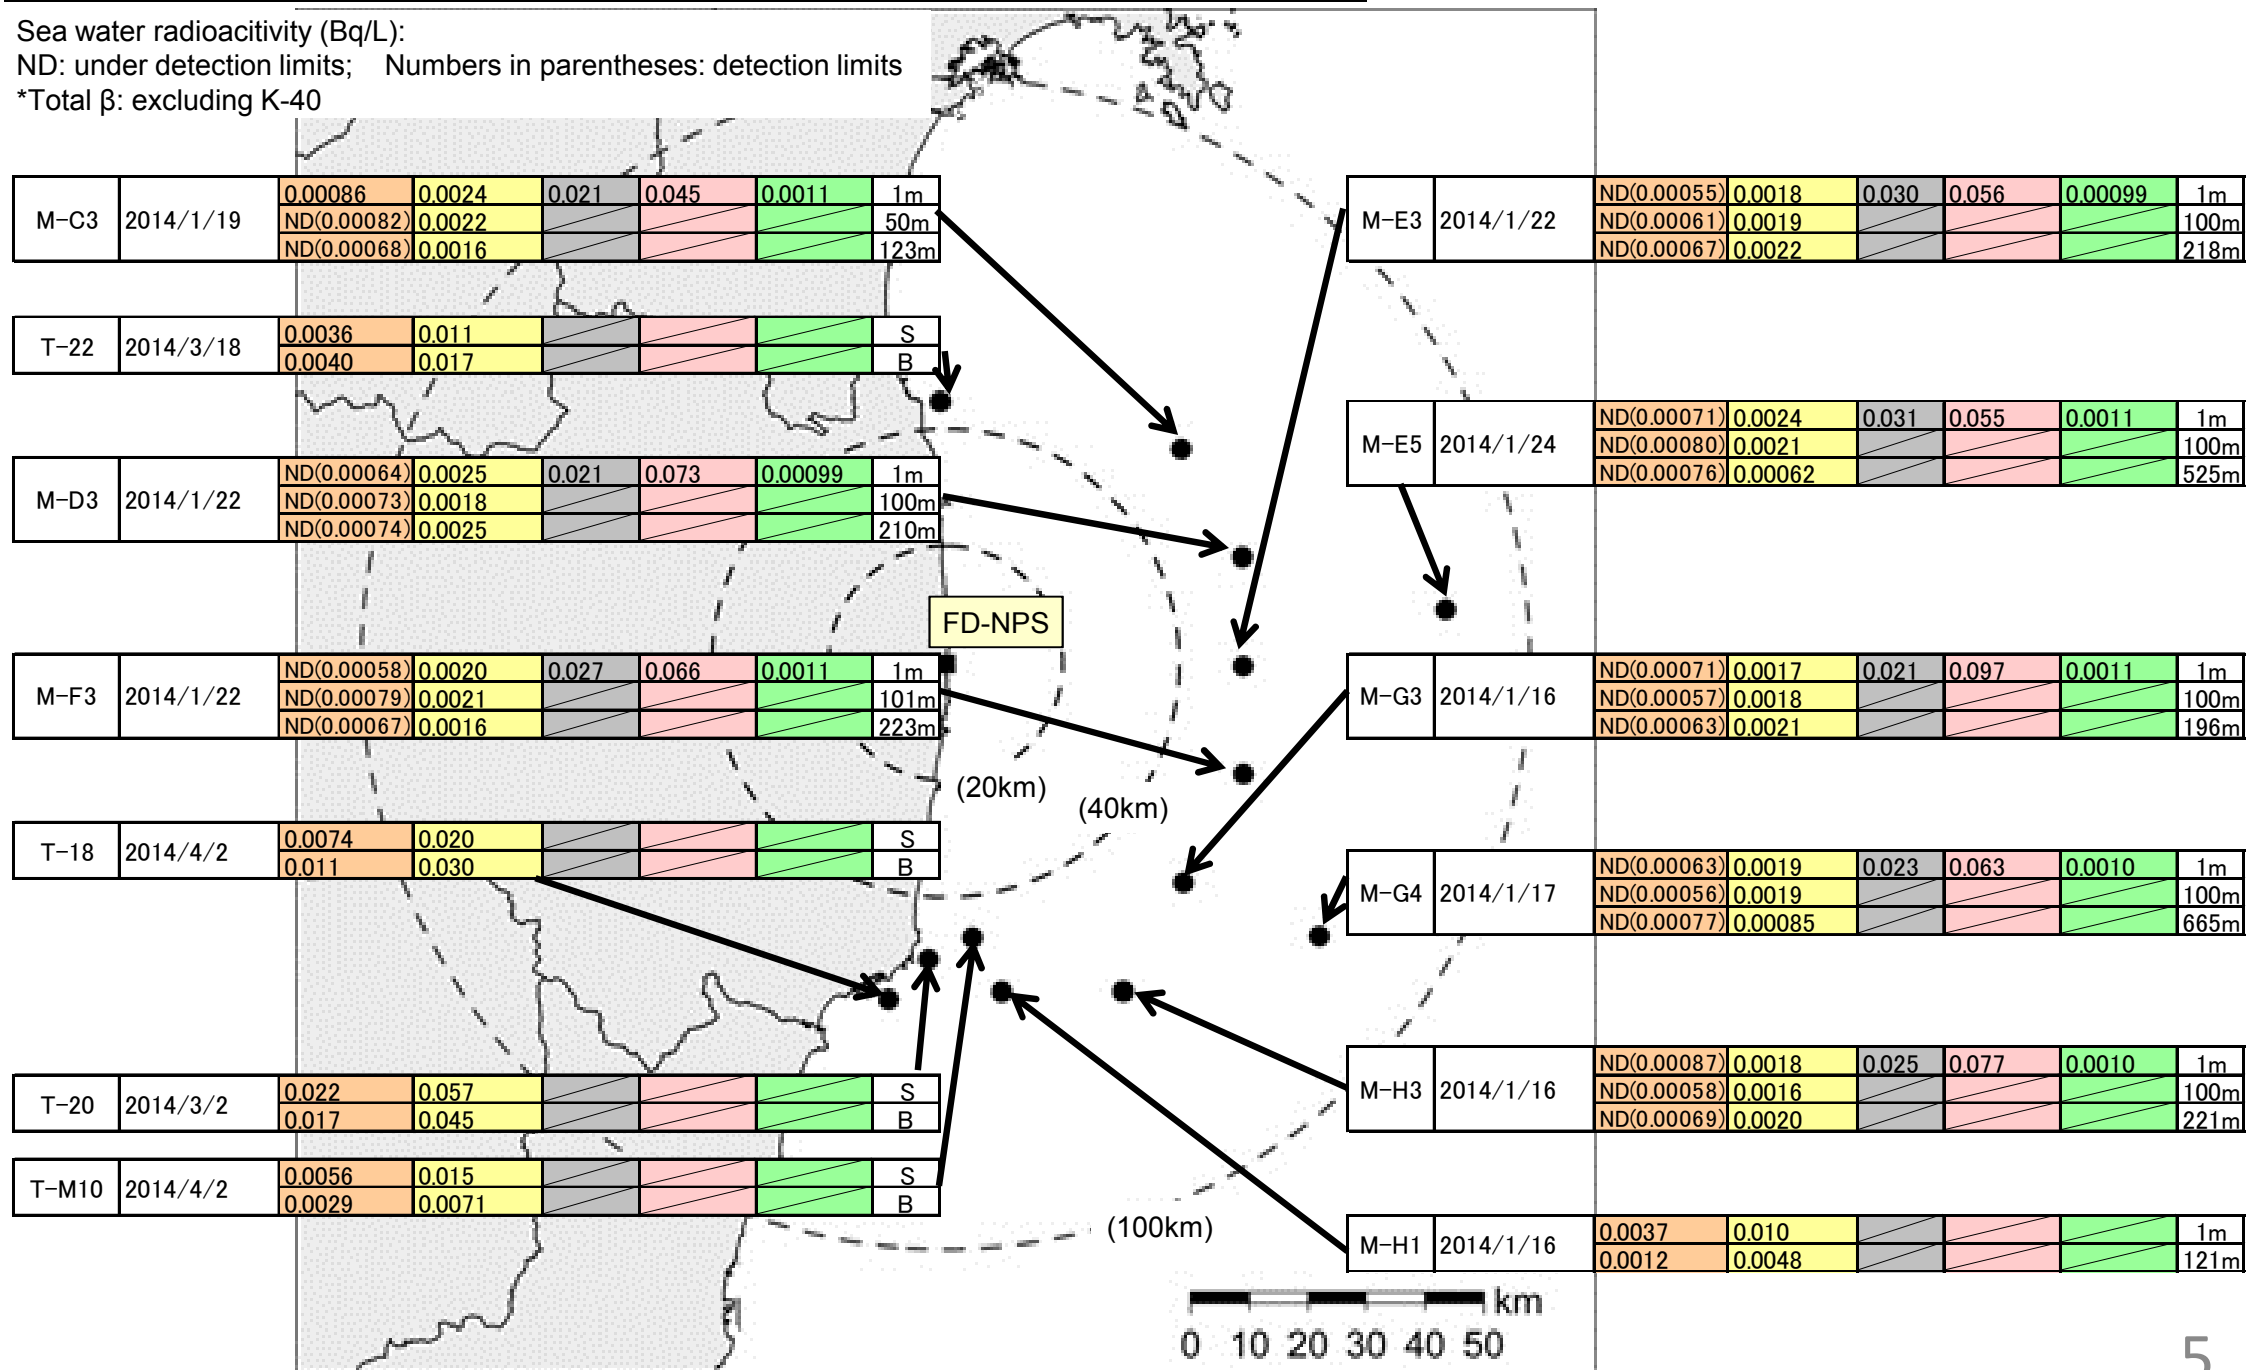 Sea water radioacitivity (Bq/L):
ND: under detection limits; Numbers in parentheses: detection limits
*Total β: excluding K-40
M-C3 2014/1/19 0.00086 0.0024 0.021 0.045 0.0011 1m
ND(0.00082) 0.0022 50m
ND(0.00068) 0.0016 123m
T-22 2014/3/18 0.0036 0.011 S
0.0040 0.017 B
M-D3 2014/1/22 ND(0.00064) 0.0025 0.021 0.073 0.00099 1m
ND(0.00073) 0.0018 100m
ND(0.00074) 0.0025 210m
M-F3 2014/1/22 ND(0.00058) 0.0020 0.027 0.066 0.0011 1m
ND(0.00079) 0.0021 101m
ND(0.00067) 0.0016 223m
T-18 2014/4/2 0.0074 0.020 S
0.011 0.030 B
T-20 2014/3/2 0.022 0.057 S
0.017 0.045 B
T-M10 2014/4/2 0.0056 0.015 S
0.0029 0.0071 B
FD-NPS
(20km)
(40km)
(100km)
M-E3 2014/1/22 ND(0.00055) 0.0018 0.030 0.056 0.00099 1m
ND(0.00061) 0.0019 100m
ND(0.00067) 0.0022 218m
M-E5 2014/1/24 ND(0.00071) 0.0024 0.031 0.055 0.0011 1m
ND(0.00080) 0.0021 100m
ND(0.00076) 0.00062 525m
M-G3 2014/1/16 ND(0.00071) 0.0017 0.021 0.097 0.0011 1m
ND(0.00057) 0.0018 100m
ND(0.00063) 0.0021 196m
M-G4 2014/1/17 ND(0.00063) 0.0019 0.023 0.063 0.0010 1m
ND(0.00056) 0.0019 100m
ND(0.00077) 0.00085 665m
M-H3 2014/1/16 ND(0.00087) 0.0018 0.025 0.077 0.0010 1m
ND(0.00058) 0.0016 100m
ND(0.00069) 0.0020 221m
M-H1 2014/1/16 0.0037 0.010 1m
0.0012 0.0048 121m
km
0 10 20 30 40 50
5